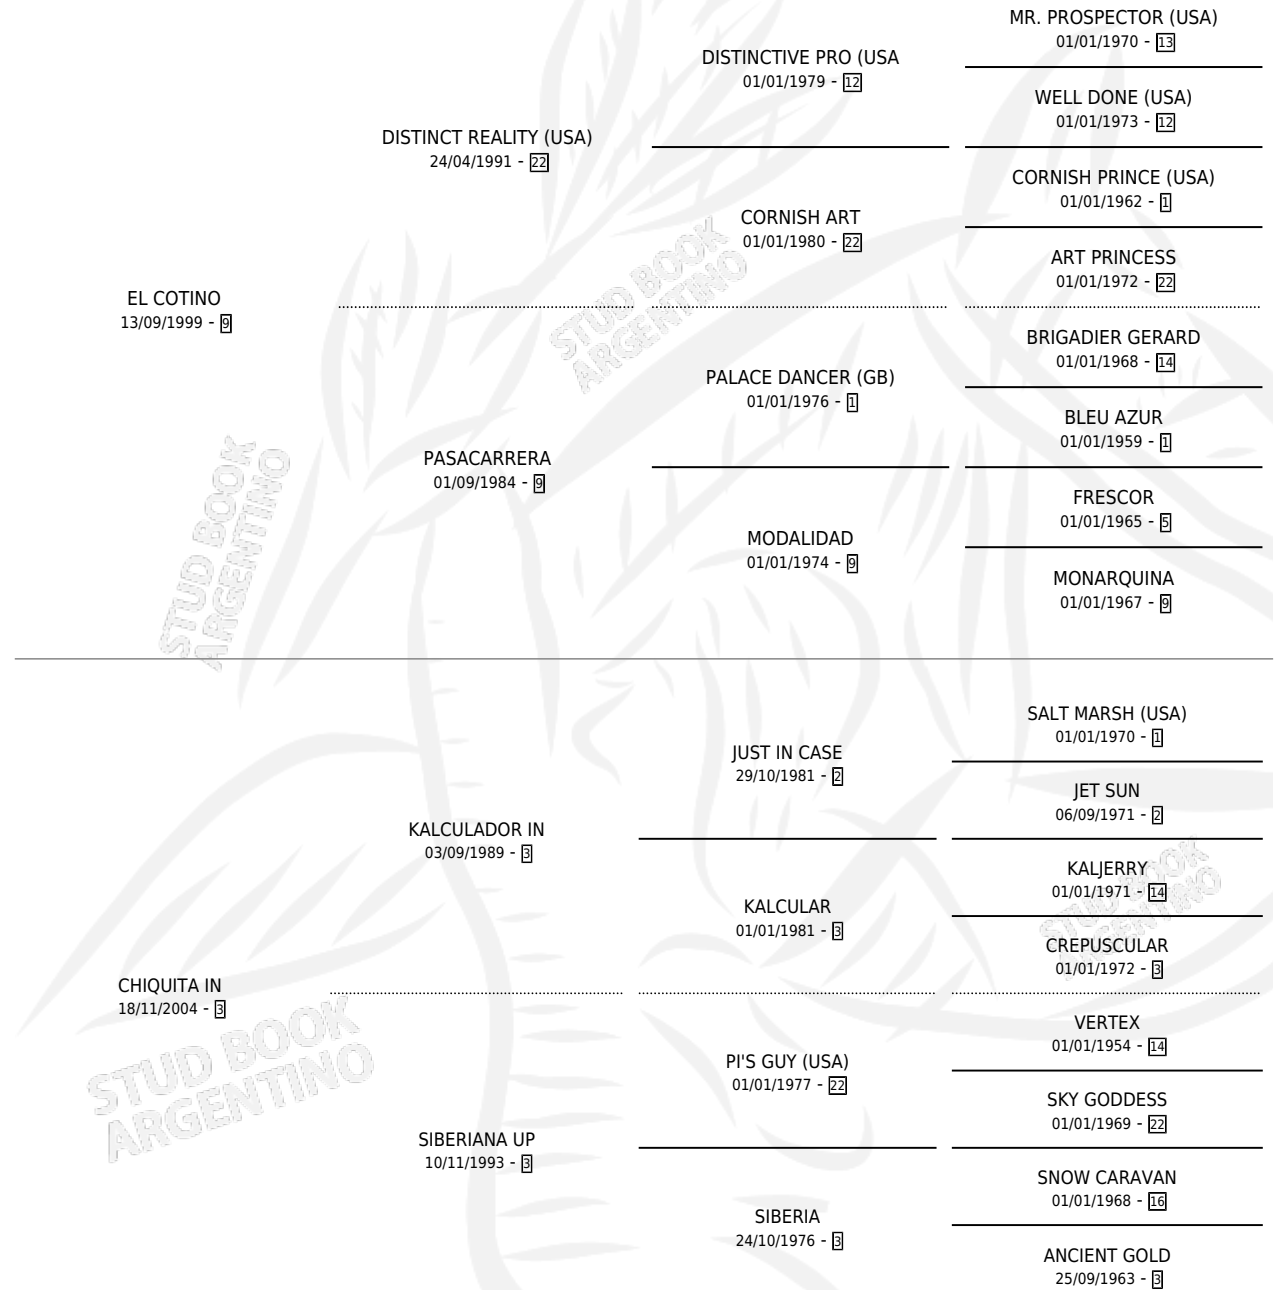 MR. PROSPECTOR (USA)
01/01/1970 - 13
DISTINCTIVE PRO (USA
01/01/1979 - 12
WELL DONE (USA)
01/01/1973 - 12
DISTINCT REALITY (USA)
24/04/1991 - 22
CORNISH PRINCE (USA)
01/01/1962 - 1
CORNISH ART
01/01/1980 - 22
ART PRINCESS
01/01/1972 - 22
EL COTINO
13/09/1999 - 9
BRIGADIER GERARD
01/01/1968 - 14
PALACE DANCER (GB)
01/01/1976 - 1
BLEU AZUR
01/01/1959 - 1
PASACARRERA
01/09/1984 - 9
FRESCOR
01/01/1965 - 5
MODALIDAD
01/01/1974 - 9
MONARQUINA
01/01/1967 - 9
SALT MARSH (USA)
01/01/1970 - 1
JUST IN CASE
29/10/1981 - 2
JET SUN
06/09/1971 - 2
KALCULADOR IN
03/09/1989 - 3
KALJERRY
01/01/1971 - 14
KALCULAR
01/01/1981 - 3
CREPUSCULAR
01/01/1972 - 3
CHIQUITA IN
18/11/2004 - 3
VERTEX
01/01/1954 - 14
PI'S GUY (USA)
01/01/1977 - 22
SKY GODDESS
01/01/1969 - 22
SIBERIANA UP
10/11/1993 - 3
SNOW CARAVAN
01/01/1968 - 16
SIBERIA
24/10/1976 - 3
ANCIENT GOLD
25/09/1963 - 3
STUD BOOK
ARGENTINO
STUD BOOK
ARGENTINO
STUD BOOK
ARGENTINO
STUD BOOK
ARGENTINO